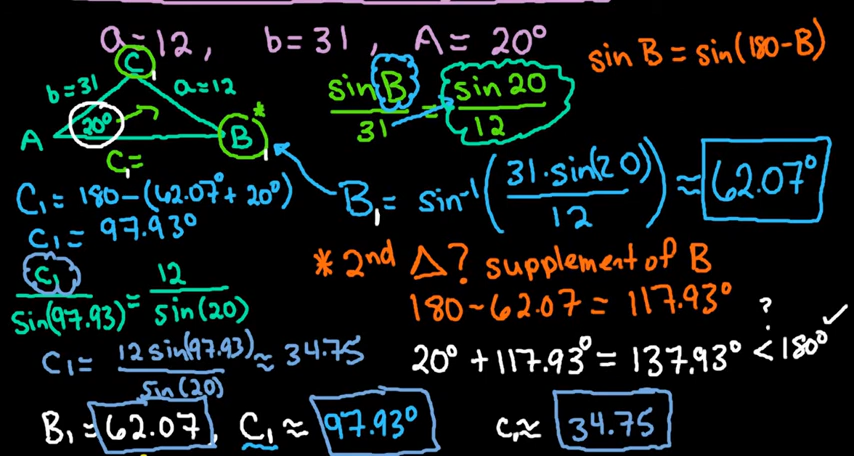 a = 12, b = 31, A = 20°
sin B = sin(180 - B)
C₁
b = 31
a = 12
A
20°
B₁ *
c₁ =
sin B / 31 = sin 20 / 12
B₁ = sin⁻¹(31·sin(20) / 12) ≈ 62.07°
C₁ = 180 - (62.07° + 20°)
C₁ = 97.93°
c₁ / sin(97.93) = 12 / sin(20)
c₁ = 12 sin(97.93) / sin(20) ≈ 34.75
* 2nd Δ? supplement of B
180 - 62.07 = 117.93°
20° + 117.93° = 137.93° <? 180° ✓
B₁ = 62.07, C₁ ≈ 97.93° c₁ ≈ 34.75